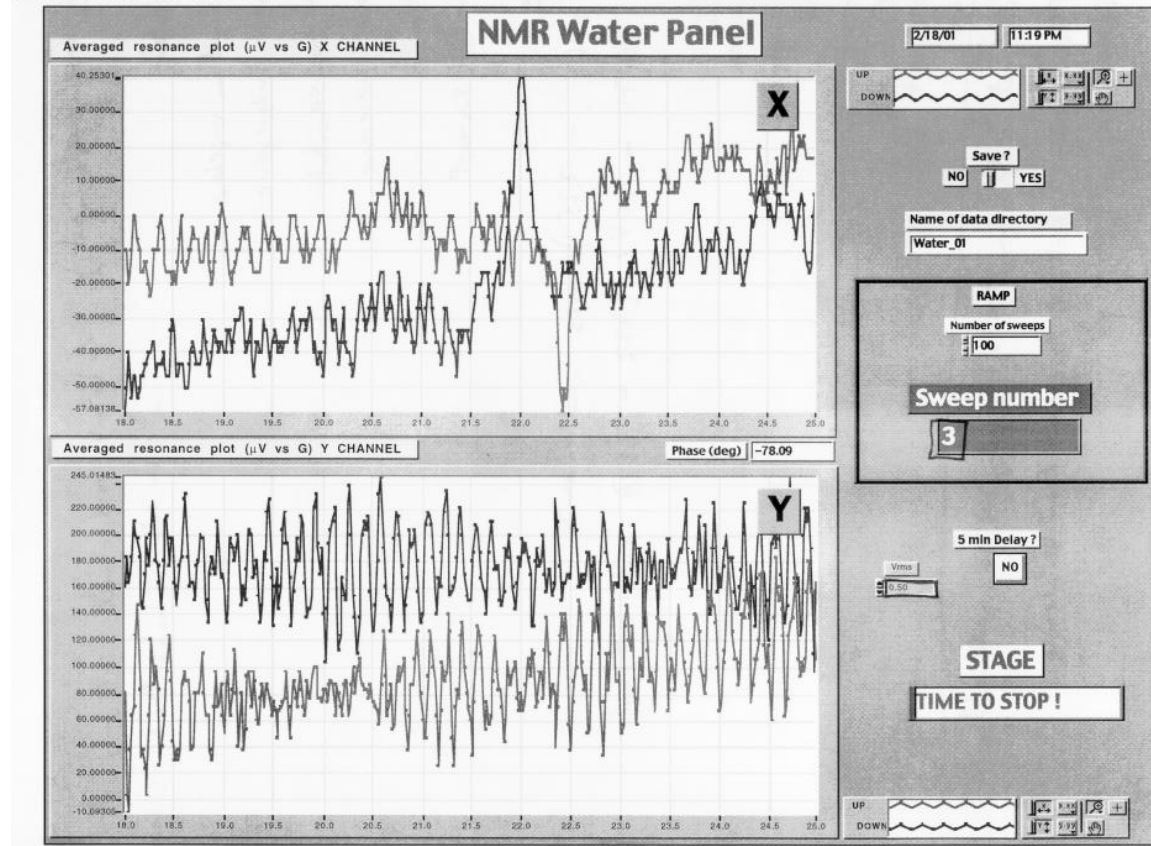 NMR Water Panel
2/18/01 11:19 PM
Averaged resonance plot (μV vs G) X CHANNEL
X
40.25301
30.00000
20.00000
10.00000
0.00000
-10.00000
-20.00000
-30.00000
-40.00000
-50.00000
-57.08138
18.0 18.5 19.0 19.5 20.0 20.5 21.0 21.5 22.0 22.5 23.0 23.5 24.0 24.5 25.0
UP
DOWN
Save ?
NO YES
Name of data directory
Water_01
RAMP
Number of sweeps
100
Sweep number
3
Averaged resonance plot (μV vs G) Y CHANNEL
Phase (deg) -78.09
Y
245.01483
220.00000
200.00000
180.00000
160.00000
140.00000
120.00000
100.00000
80.00000
60.00000
40.00000
20.00000
0.00000
-10.09305
18.0 18.5 19.0 19.5 20.0 20.5 21.0 21.5 22.0 22.5 23.0 23.5 24.0 24.5 25.0
5 min Delay ?
NO
Vrms
0.50
STAGE
TIME TO STOP !
UP
DOWN